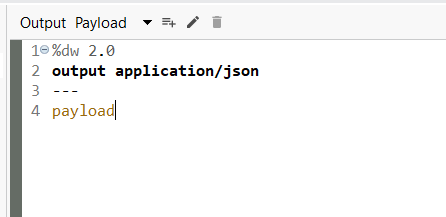 Output Payload
1 %dw 2.0
2 output application/json
3 ---
4 payload